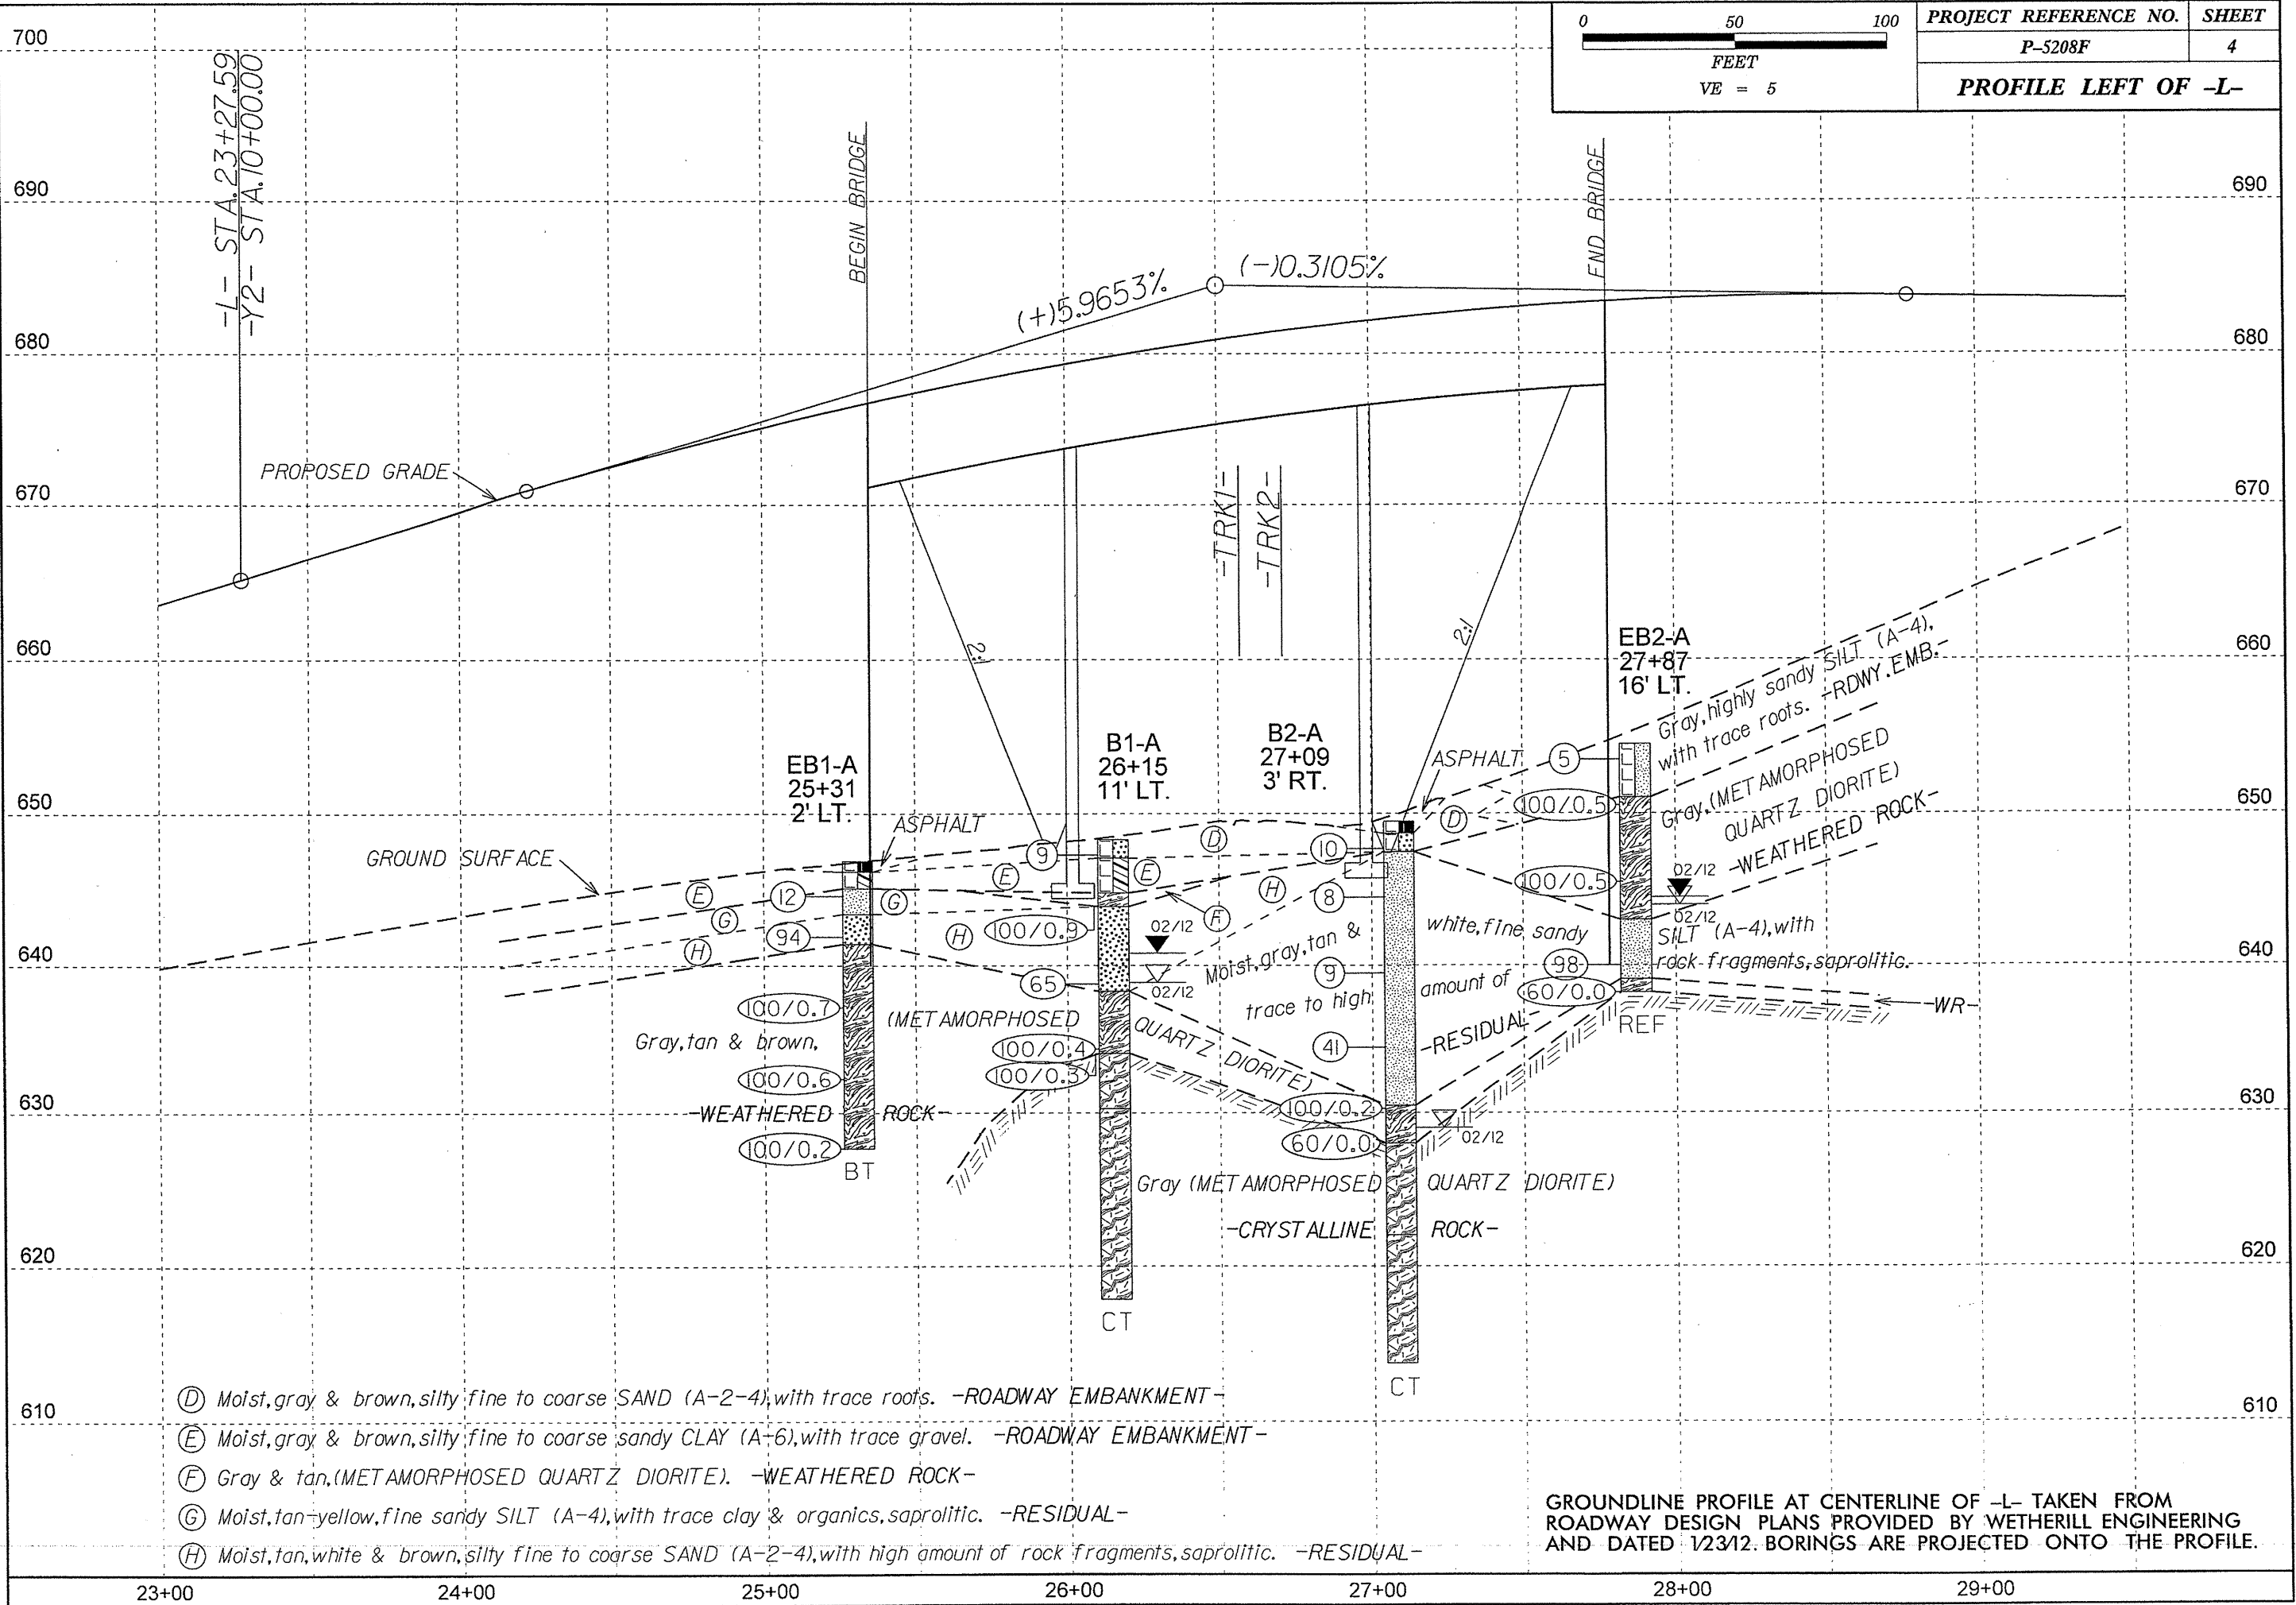 0 50 100
FEET
VE = 5
PROJECT REFERENCE NO. SHEET
P-5208F 4
PROFILE LEFT OF -L-
700
690 690
680 680
670 670
660 660
650 650
640 640
630 630
620 620
610 610
-L- STA. 23+27.59
-Y2- STA. 10+00.00
BEGIN BRIDGE
END BRIDGE
(+)5.9653%
(-)0.3105%
PROPOSED GRADE
-TRK1-
-TRK2-
2:1
2:1
EB1-A
25+31
2' LT.
B1-A
26+15
11' LT.
B2-A
27+09
3' RT.
EB2-A
27+87
16' LT.
GROUND SURFACE
ASPHALT
ASPHALT
E
G
H
12
94
100/0.7
100/0.6
100/0.2
BT
G
E
H
9
100/0.9
65
100/0.4
100/0.3
CT
E
D
F
H
02/12
02/12
10
8
9
41
100/0.2
60/0.0
CT
D
02/12
5
100/0.5
100/0.5
98
60/0.0
REF
02/12
02/12
Gray, highly sandy SILT (A-4),
with trace roots. -RDWY. EMB.-
Gray, (METAMORPHOSED
QUARTZ DIORITE)
-WEATHERED ROCK-
Moist, gray, tan & white, fine sandy SILT (A-4), with
trace to high amount of rock fragments, saprolitic.
-RESIDUAL-
-WR-
Gray, tan & brown, (METAMORPHOSED QUARTZ DIORITE)
-WEATHERED ROCK-
Gray (METAMORPHOSED QUARTZ DIORITE)
-CRYSTALLINE ROCK-
D Moist, gray & brown, silty fine to coarse SAND (A-2-4), with trace roots. -ROADWAY EMBANKMENT-
E Moist, gray & brown, silty fine to coarse sandy CLAY (A-6), with trace gravel. -ROADWAY EMBANKMENT-
F Gray & tan, (METAMORPHOSED QUARTZ DIORITE). -WEATHERED ROCK-
G Moist, tan-yellow, fine sandy SILT (A-4), with trace clay & organics, saprolitic. -RESIDUAL-
H Moist, tan, white & brown, silty fine to coarse SAND (A-2-4), with high amount of rock fragments, saprolitic. -RESIDUAL-
GROUNDLINE PROFILE AT CENTERLINE OF -L- TAKEN FROM
ROADWAY DESIGN PLANS PROVIDED BY WETHERILL ENGINEERING
AND DATED 1/23/12. BORINGS ARE PROJECTED ONTO THE PROFILE.
23+00 24+00 25+00 26+00 27+00 28+00 29+00